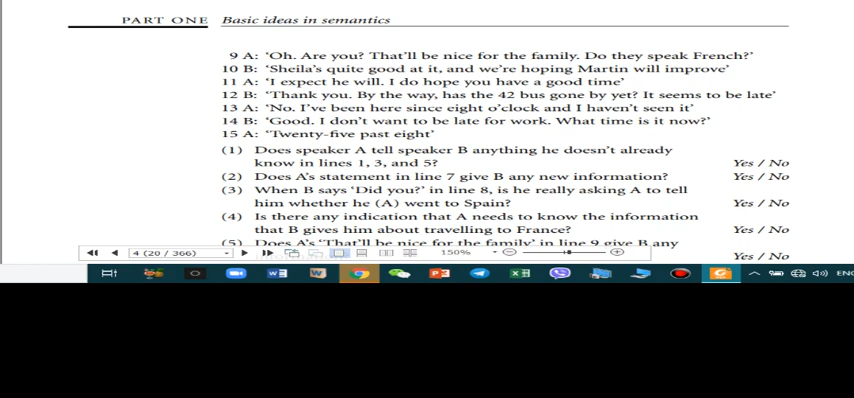 PART ONE Basic ideas in semantics
9 A: ‘Oh. Are you? That’ll be nice for the family. Do they speak French?’
10 B: ‘Sheila’s quite good at it, and we’re hoping Martin will improve’
11 A: ‘I expect he will. I do hope you have a good time’
12 B: ‘Thank you. By the way, has the 42 bus gone by yet? It seems to be late’
13 A: ‘No. I’ve been here since eight o’clock and I haven’t seen it’
14 B: ‘Good. I don’t want to be late for work. What time is it now?’
15 A: ‘Twenty-five past eight’
(1) Does speaker A tell speaker B anything he doesn’t already
know in lines 1, 3, and 5? Yes / No
(2) Does A’s statement in line 7 give B any new information? Yes / No
(3) When B says ‘Did you?’ in line 8, is he really asking A to tell
him whether he (A) went to Spain? Yes / No
(4) Is there any indication that A needs to know the information
that B gives him about travelling to France? Yes / No
(5) Does A’s ‘That’ll be nice for the family’ in line 9 give B any
Yes / No
4 (20 / 366) 150%
ENG